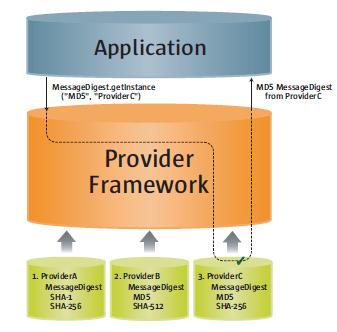 Application
MessageDigest.getInstance
("MD5", "ProviderC")
MD5 MessageDigest
from ProviderC
Provider
Framework
1. ProviderA
MessageDigest
SHA-1
SHA-256
2. ProviderB
MessageDigest
MD5
SHA-512
3. ProviderC
MessageDigest
MD5
SHA-256